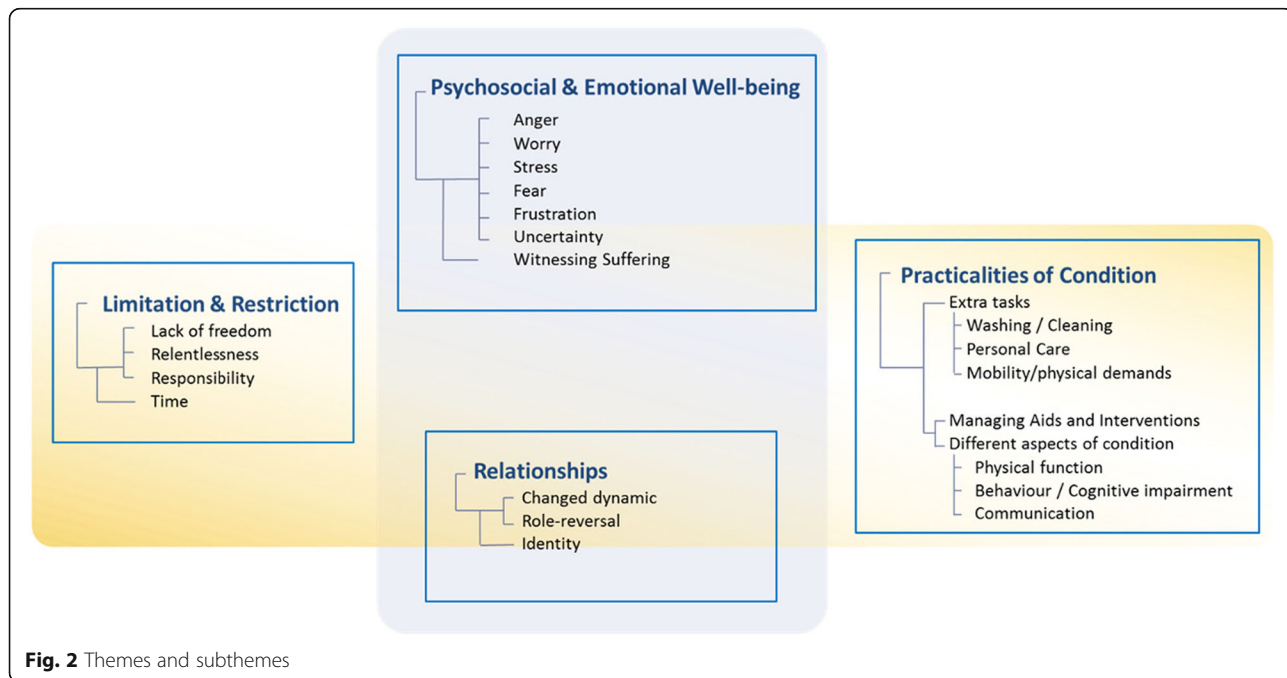 Psychosocial & Emotional Well-being
Anger
Worry
Stress
Fear
Frustration
Uncertainty
Witnessing Suffering
Limitation & Restriction
Lack of freedom
Relentlessness
Responsibility
Time
Practicalities of Condition
Extra tasks
Washing / Cleaning
Personal Care
Mobility/physical demands
Managing Aids and Interventions
Different aspects of condition
Physical function
Behaviour / Cognitive impairment
Communication
Relationships
Changed dynamic
Role-reversal
Identity
Fig. 2 Themes and subthemes